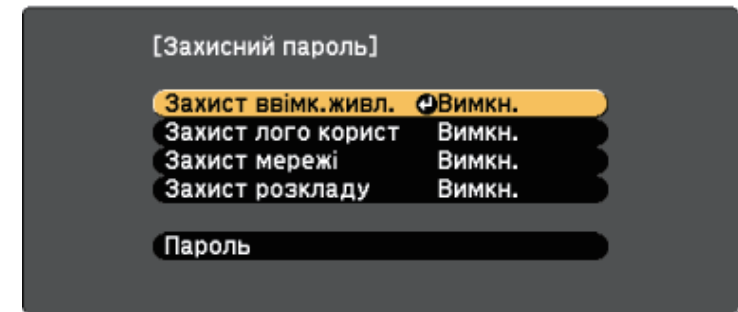 [Захисний пароль]
Захист ввімк.живл. Вимкн.
Захист лого корист Вимкн.
Захист мережі Вимкн.
Захист розкладу Вимкн.
Пароль